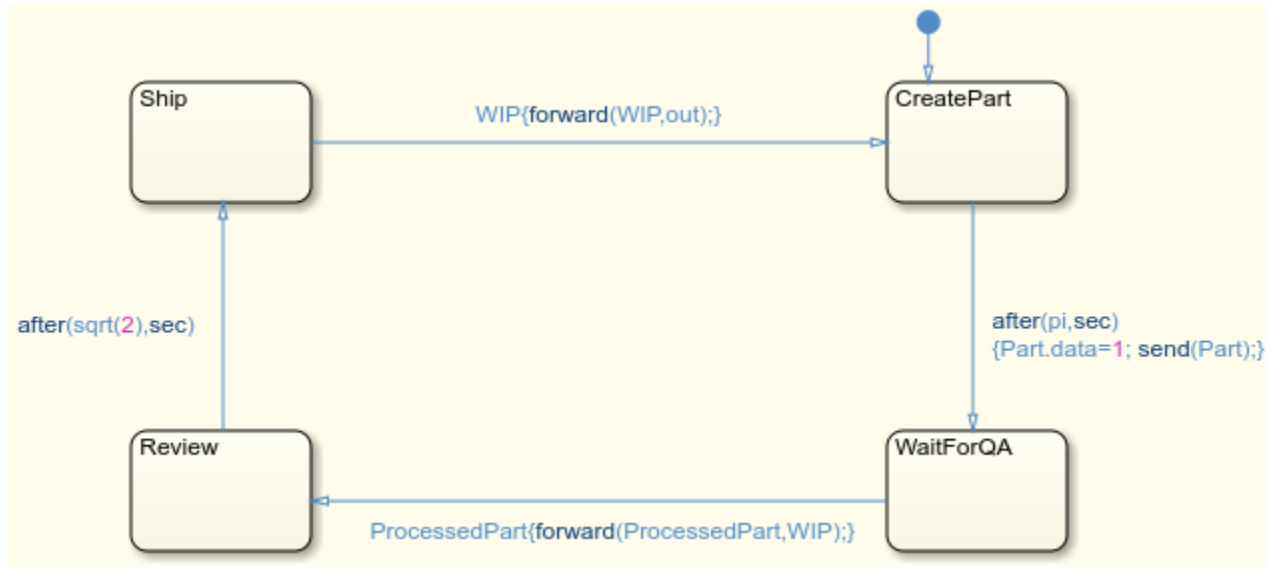 Ship
CreatePart
WIP{forward(WIP,out);}
after(sqrt(2),sec)
after(pi,sec)
{Part.data=1; send(Part);}
Review
WaitForQA
ProcessedPart{forward(ProcessedPart,WIP);}